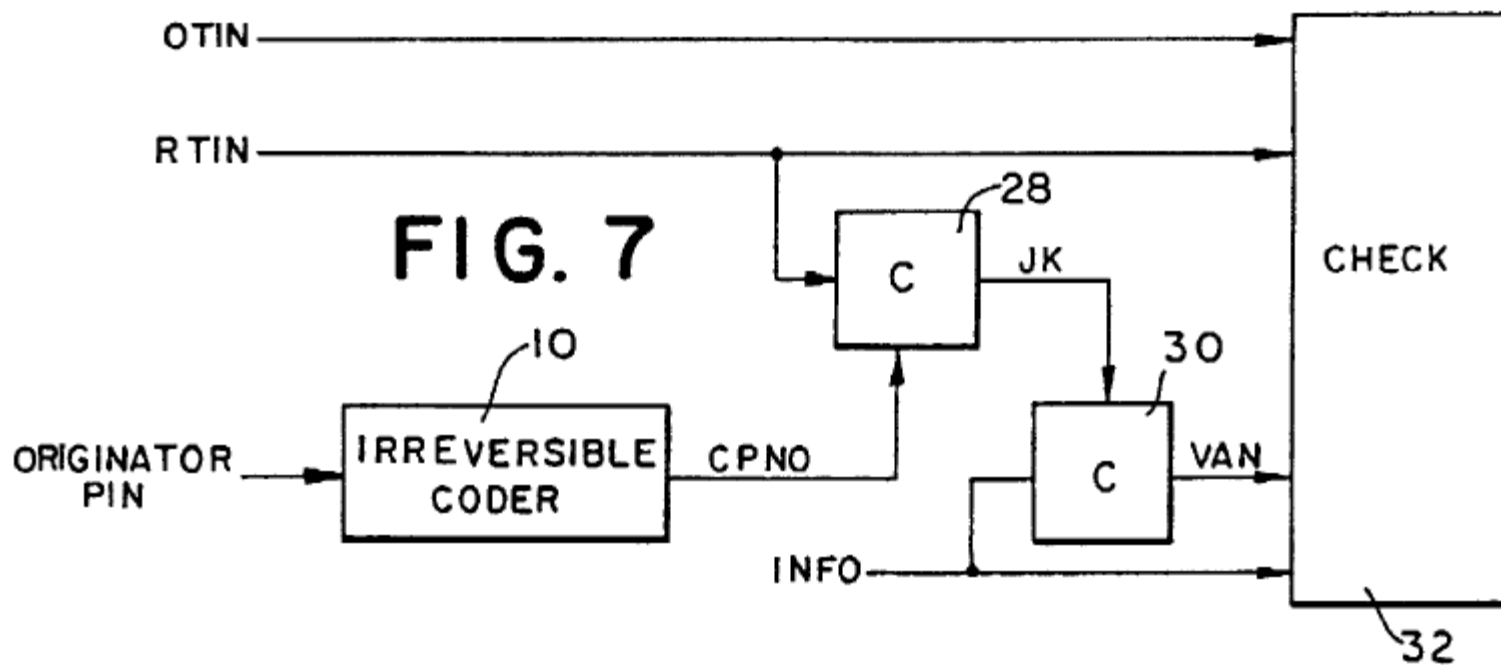 OTIN
RTIN
28
FIG. 7
C
JK
CHECK
10
30
ORIGINATOR
PIN
IRREVERSIBLE
CODER
CPNO
C
VAN
INFO
32